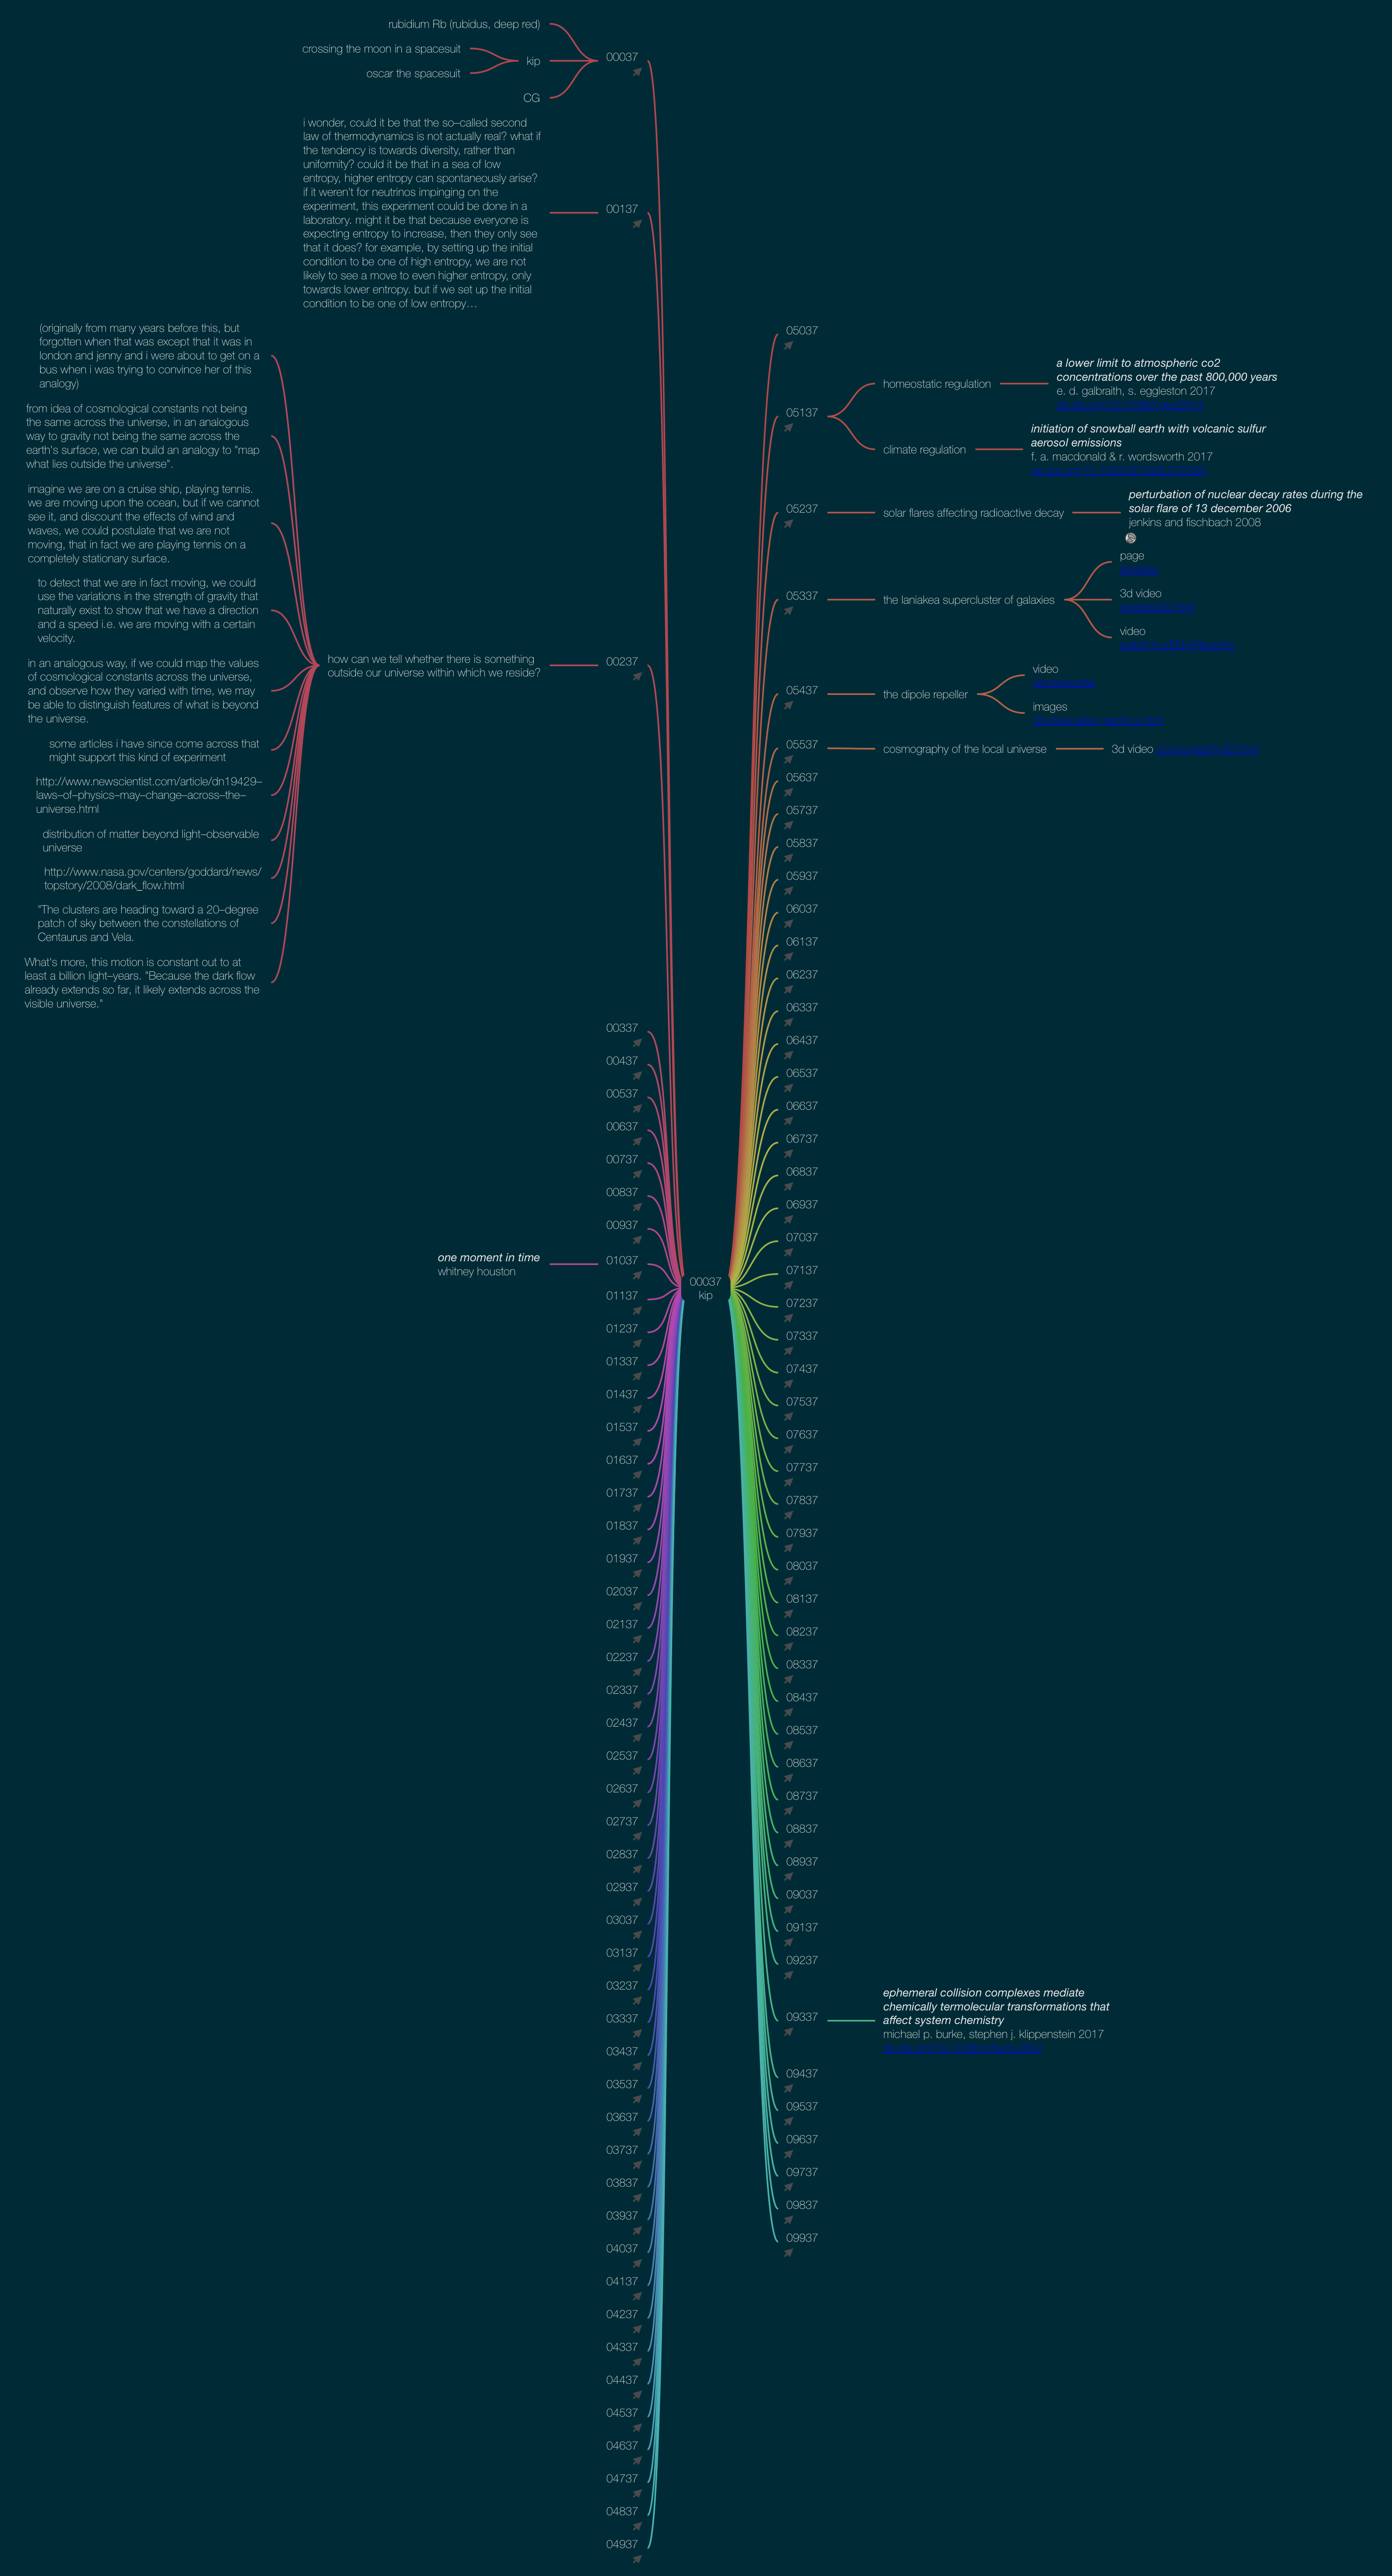 rubidium Rb (rubidus, deep red)
crossing the moon in a spacesuit
oscar the spacesuit
kip
CG
00037
i wonder, could it be that the so–called second
law of thermodynamics is not actually real? what if
the tendency is towards diversity, rather than
uniformity? could it be that in a sea of low
entropy, higher entropy can spontaneously arise?
if it weren't for neutrinos impinging on the
experiment, this experiment could be done in a
laboratory. might it be that because everyone is
expecting entropy to increase, then they only see
that it does? for example, by setting up the initial
condition to be one of high entropy, we are not
likely to see a move to even higher entropy, only
towards lower entropy. but if we set up the initial
condition to be one of low entropy…
00137
(originally from many years before this, but
forgotten when that was except that it was in
london and jenny and i were about to get on a
bus when i was trying to convince her of this
analogy)
from idea of cosmological constants not being
the same across the universe, in an analogous
way to gravity not being the same across the
earth's surface, we can build an analogy to "map
what lies outside the universe".
imagine we are on a cruise ship, playing tennis.
we are moving upon the ocean, but if we cannot
see it, and discount the effects of wind and
waves, we could postulate that we are not
moving, that in fact we are playing tennis on a
completely stationary surface.
to detect that we are in fact moving, we could
use the variations in the strength of gravity that
naturally exist to show that we have a direction
and a speed i.e. we are moving with a certain
velocity.
in an analogous way, if we could map the values
of cosmological constants across the universe,
and observe how they varied with time, we may
be able to distinguish features of what is beyond
the universe.
some articles i have since come across that
might support this kind of experiment
http://www.newscientist.com/article/dn19429–
laws–of–physics–may–change–across–the–
universe.html
distribution of matter beyond light–observable
universe
http://www.nasa.gov/centers/goddard/news/
topstory/2008/dark_flow.html
"The clusters are heading toward a 20–degree
patch of sky between the constellations of
Centaurus and Vela.
What's more, this motion is constant out to at
least a billion light–years. "Because the dark flow
already extends so far, it likely extends across the
visible universe."
how can we tell whether there is something
outside our universe within which we reside?
00237
00337
00437
00537
00637
00737
00837
00937
one moment in time
whitney houston
01037
01137
01237
01337
01437
01537
01637
01737
01837
01937
02037
02137
02237
02337
02437
02537
02637
02737
02837
02937
03037
03137
03237
03337
03437
03537
03637
03737
03837
03937
04037
04137
04237
04337
04437
04537
04637
04737
04837
04937
00037
kip
05037
05137
homeostatic regulation
a lower limit to atmospheric co2
concentrations over the past 800,000 years
e. d. galbraith, s. eggleston 2017
climate regulation
initiation of snowball earth with volcanic sulfur
aerosol emissions
f. a. macdonald & r. wordsworth 2017
05237
solar flares affecting radioactive decay
perturbation of nuclear decay rates during the
solar flare of 13 december 2006
jenkins and fischbach 2008
05337
the laniakea supercluster of galaxies
page
3d video
video
05437
the dipole repeller
video
images
05537
cosmography of the local universe
3d video
05637
05737
05837
05937
06037
06137
06237
06337
06437
06537
06637
06737
06837
06937
07037
07137
07237
07337
07437
07537
07637
07737
07837
07937
08037
08137
08237
08337
08437
08537
08637
08737
08837
08937
09037
09137
09237
09337
ephemeral collision complexes mediate
chemically termolecular transformations that
affect system chemistry
michael p. burke, stephen j. klippenstein 2017
09437
09537
09637
09737
09837
09937